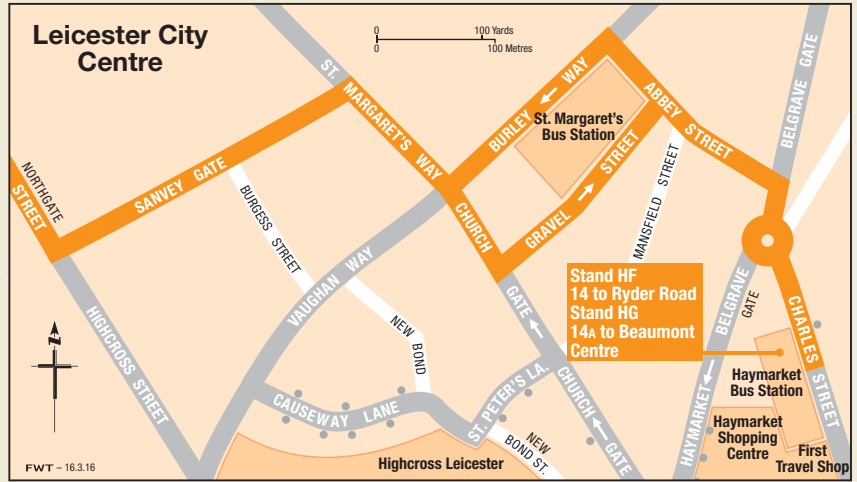 Leicester City
Centre
0 100 Yards
0 100 Metres
ST. MARGARET'S WAY
BURLEY WAY
ABBEY STREET
BELGRAVE GATE
St. Margaret's
Bus Station
SANVEY GATE
NORTHGATE
STREET
BURGESS STREET
CHURCH
GRAVEL STREET
MANSFIELD STREET
VAUGHAN WAY
HIGHCROSS STREET
NEW BOND
GATE
Stand HF
14 to Ryder Road
Stand HG
14A to Beaumont
Centre
BELGRAVE
GATE
CHARLES
STREET
n
CAUSEWAY LANE
ST. PETER'S LA.
CHURCH GATE
HAYMARKET
Haymarket
Bus Station
NEW
BOND ST.
Haymarket
Shopping
Centre
First
Travel Shop
Highcross Leicester
FWT – 16.3.16